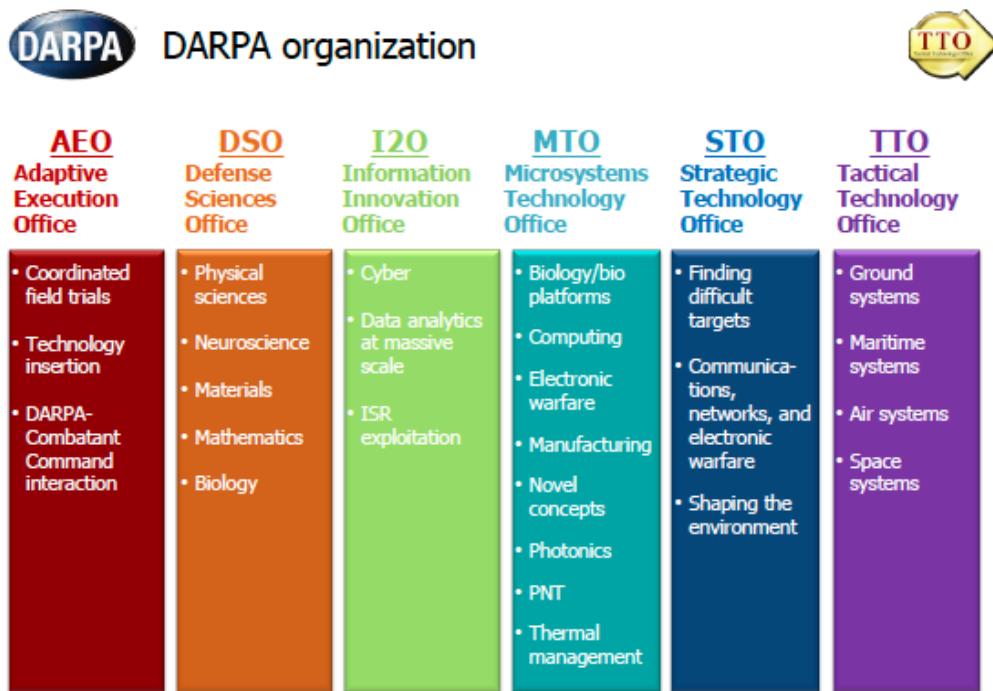 DARPA
DARPA organization
TTO
AEO
Adaptive
Execution
Office
• Coordinated
field trials
• Technology
insertion
• DARPA-
Combatant
Command
interaction
DSO
Defense
Sciences
Office
• Physical
sciences
• Neuroscience
• Materials
• Mathematics
• Biology
I2O
Information
Innovation
Office
• Cyber
• Data analytics
at massive
scale
• ISR
exploitation
MTO
Microsystems
Technology
Office
• Biology/bio
platforms
• Computing
• Electronic
warfare
• Manufacturing
• Novel
concepts
• Photonics
• PNT
• Thermal
management
STO
Strategic
Technology
Office
• Finding
difficult
targets
• Communica-
tions,
networks, and
electronic
warfare
• Shaping the
environment
TTO
Tactical
Technology
Office
• Ground
systems
• Maritime
systems
• Air systems
• Space
systems